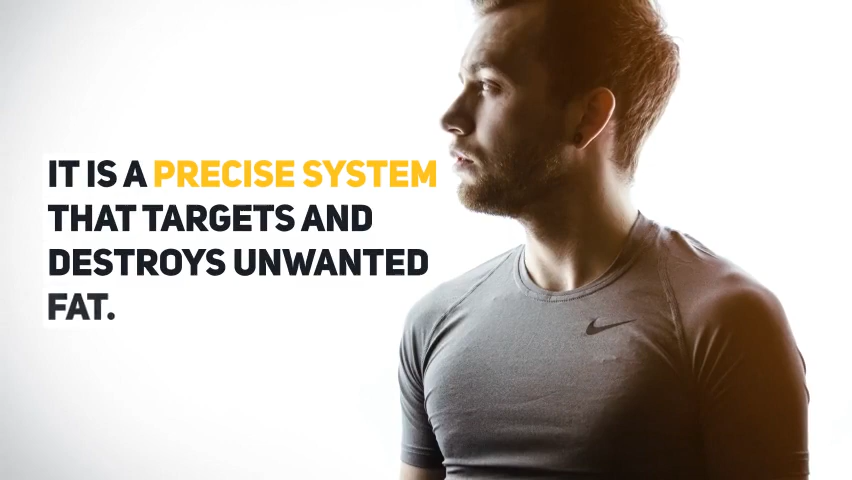 IT IS A PRECISE SYSTEM
THAT TARGETS AND
DESTROYS UNWANTED
FAT.